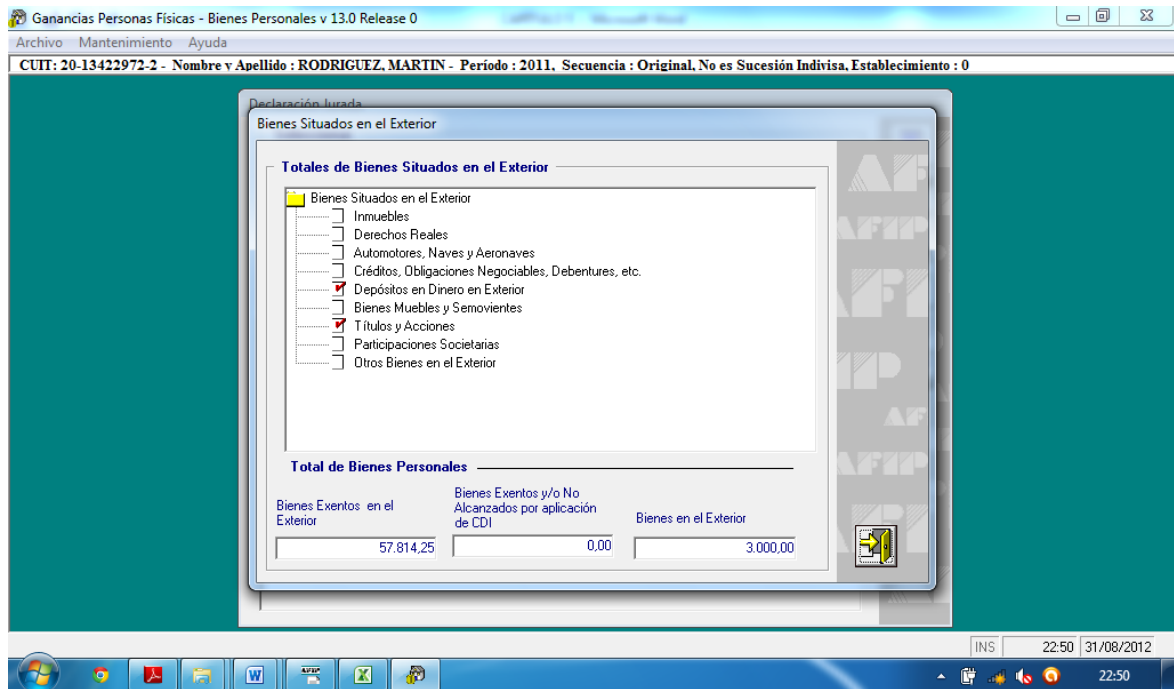 Ganancias Personas Físicas - Bienes Personales v 13.0 Release 0
Archivo Mantenimiento Ayuda
CUIT: 20-13422972-2 - Nombre y Apellido : RODRIGUEZ, MARTIN - Período : 2011, Secuencia : Original, No es Sucesión Indivisa, Establecimiento : 0
Declaración Jurada
Bienes Situados en el Exterior
Totales de Bienes Situados en el Exterior
Bienes Situados en el Exterior
Inmuebles
Derechos Reales
Automotores, Naves y Aeronaves
Créditos, Obligaciones Negociables, Debentures, etc.
Depósitos en Dinero en Exterior
Bienes Muebles y Semovientes
Títulos y Acciones
Participaciones Societarias
Otros Bienes en el Exterior
Total de Bienes Personales
Bienes Exentos en el
Exterior
57.814,25
Bienes Exentos y/o No
Alcanzados por aplicación
de CDI
0,00
Bienes en el Exterior
3.000,00
AFIP
AFIP
INS 22:50 31/08/2012
AFIP
22:50